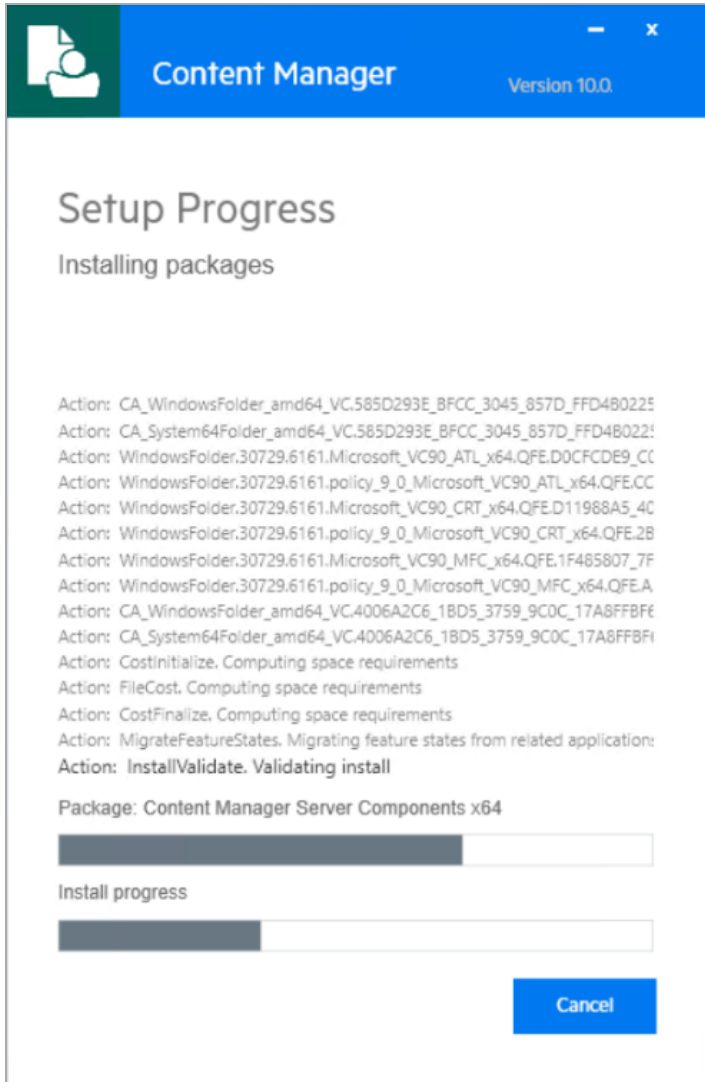 Content Manager
Version 10.0.
Setup Progress
Installing packages
Action: CA_WindowsFolder_amd64_VC.585D293E_BFCC_3045_857D_FFD4B0225
Action: CA_System64Folder_amd64_VC.585D293E_BFCC_3045_857D_FFD4B0225
Action: WindowsFolder.30729.6161.Microsoft_VC90_ATL_x64.QFE.D0CFCDE9_C0
Action: WindowsFolder.30729.6161.policy_9_0_Microsoft_VC90_ATL_x64.QFE.CC
Action: WindowsFolder.30729.6161.Microsoft_VC90_CRT_x64.QFE.D11988A5_40
Action: WindowsFolder.30729.6161.policy_9_0_Microsoft_VC90_CRT_x64.QFE.2B
Action: WindowsFolder.30729.6161.Microsoft_VC90_MFC_x64.QFE.1F485807_7F
Action: WindowsFolder.30729.6161.policy_9_0_Microsoft_VC90_MFC_x64.QFE.A
Action: CA_WindowsFolder_amd64_VC.4006A2C6_1BD5_3759_9C0C_17A8FFBF6
Action: CA_System64Folder_amd64_VC.4006A2C6_1BD5_3759_9C0C_17A8FFBF6
Action: CostInitialize. Computing space requirements
Action: FileCost. Computing space requirements
Action: CostFinalize. Computing space requirements
Action: MigrateFeatureStates. Migrating feature states from related applications
Action: InstallValidate. Validating install
Package: Content Manager Server Components x64
Install progress
Cancel